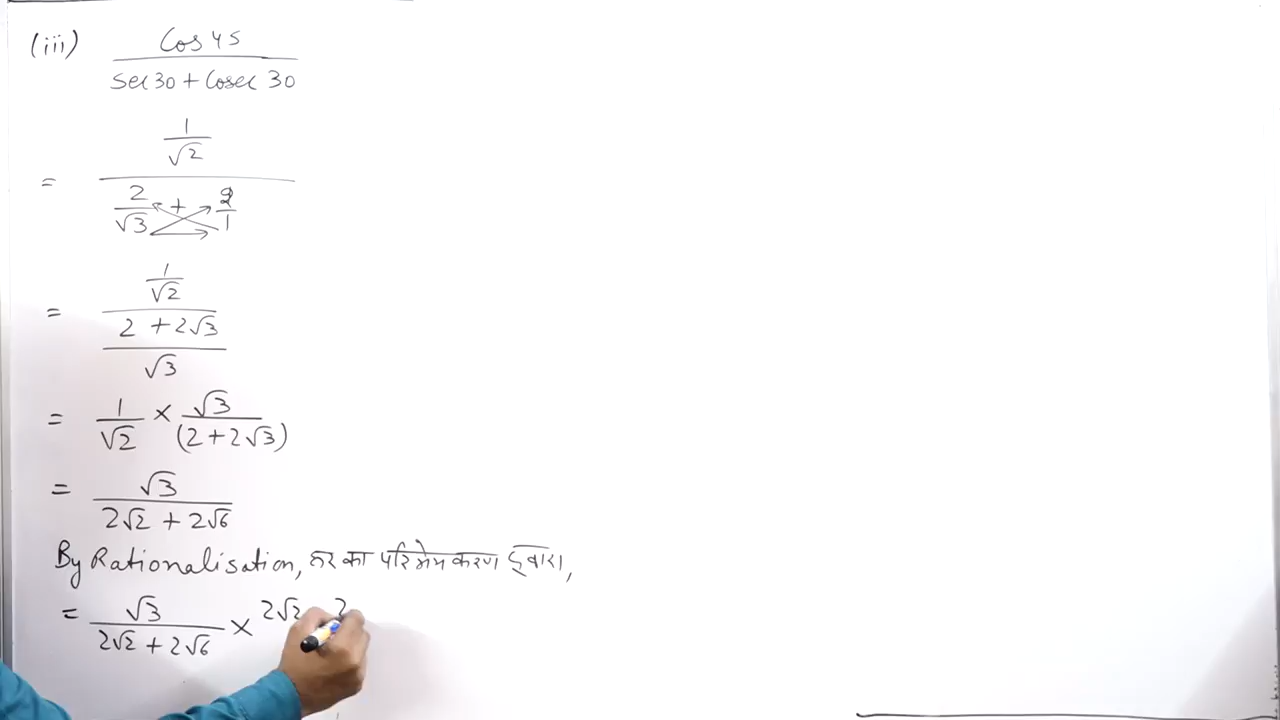 (iii) Cos 45
Sec 30 + Cosec 30
1
√2
=
2 + 2
√3 1
1
√2
=
2 + 2√3
√3
= 1 × √3
√2 (2 + 2√3)
= √3
2√2 + 2√6
By Rationalisation, हर का परिमेयकरण द्वारा,
= √3 × 2√2 2
2√2 + 2√6